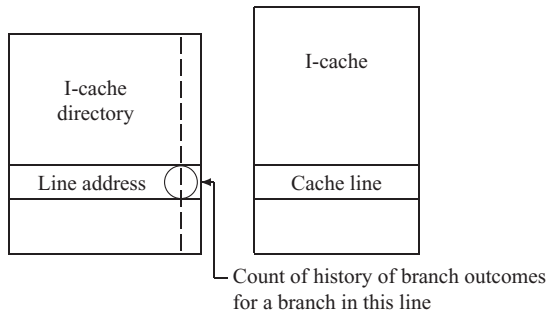 I-cache
directory
I-cache
Line address
Cache line
Count of history of branch outcomes
for a branch in this line